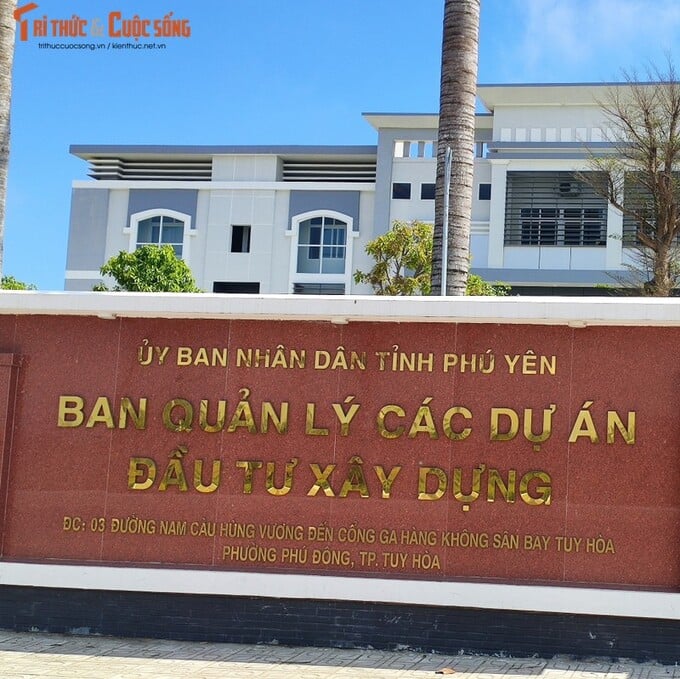 TRI THỨC & CUỘC SỐNG
trithuccuocsong.vn / kienthuc.net.vn
ỦY BAN NHÂN DÂN TỈNH PHÚ YÊN
BAN QUẢN LÝ CÁC DỰ ÁN
ĐẦU TƯ XÂY DỰNG
ĐC: 03 ĐƯỜNG NAM CẦU HÙNG VƯƠNG ĐẾN CỔNG GA HÀNG KHÔNG SÂN BAY TUY HÒA
PHƯỜNG PHÚ ĐÔNG, TP. TUY HÒA